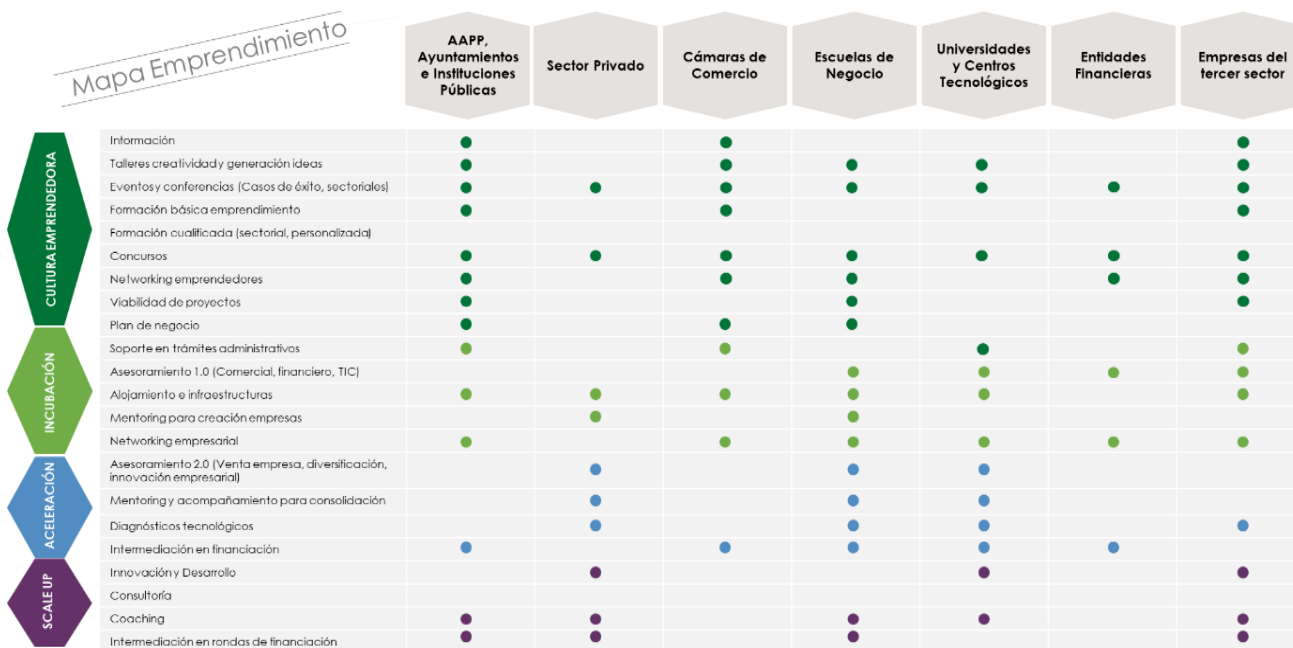 Mapa Emprendimiento
AAPP,
Ayuntamientos
e Instituciones
Públicas
Sector Privado
Cámaras de
Comercio
Escuelas de
Negocio
Universidades
y Centros
Tecnológicos
Entidades
Financieras
Empresas del
tercer sector
CULTURA EMPRENDEDORA
Información
Talleres creatividad y generación ideas
Eventos y conferencias (Casos de éxito, sectoriales)
Formación básica emprendimiento
Formación cualificada (sectorial, personalizada)
Concursos
Networking emprendedores
Viabilidad de proyectos
Plan de negocio
INCUBACIÓN
Soporte en trámites administrativos
Asesoramiento 1.0 (Comercial, financiero, TIC)
Alojamiento e infraestructuras
Mentoring para creación empresas
Networking empresarial
ACELERACIÓN
Asesoramiento 2.0 (Venta empresa, diversificación,
innovación empresarial)
Mentoring y acompañamiento para consolidación
Diagnósticos tecnológicos
Intermediación en financiación
SCALE UP
Innovación y Desarrollo
Consultoría
Coaching
Intermediación en rondas de financiación